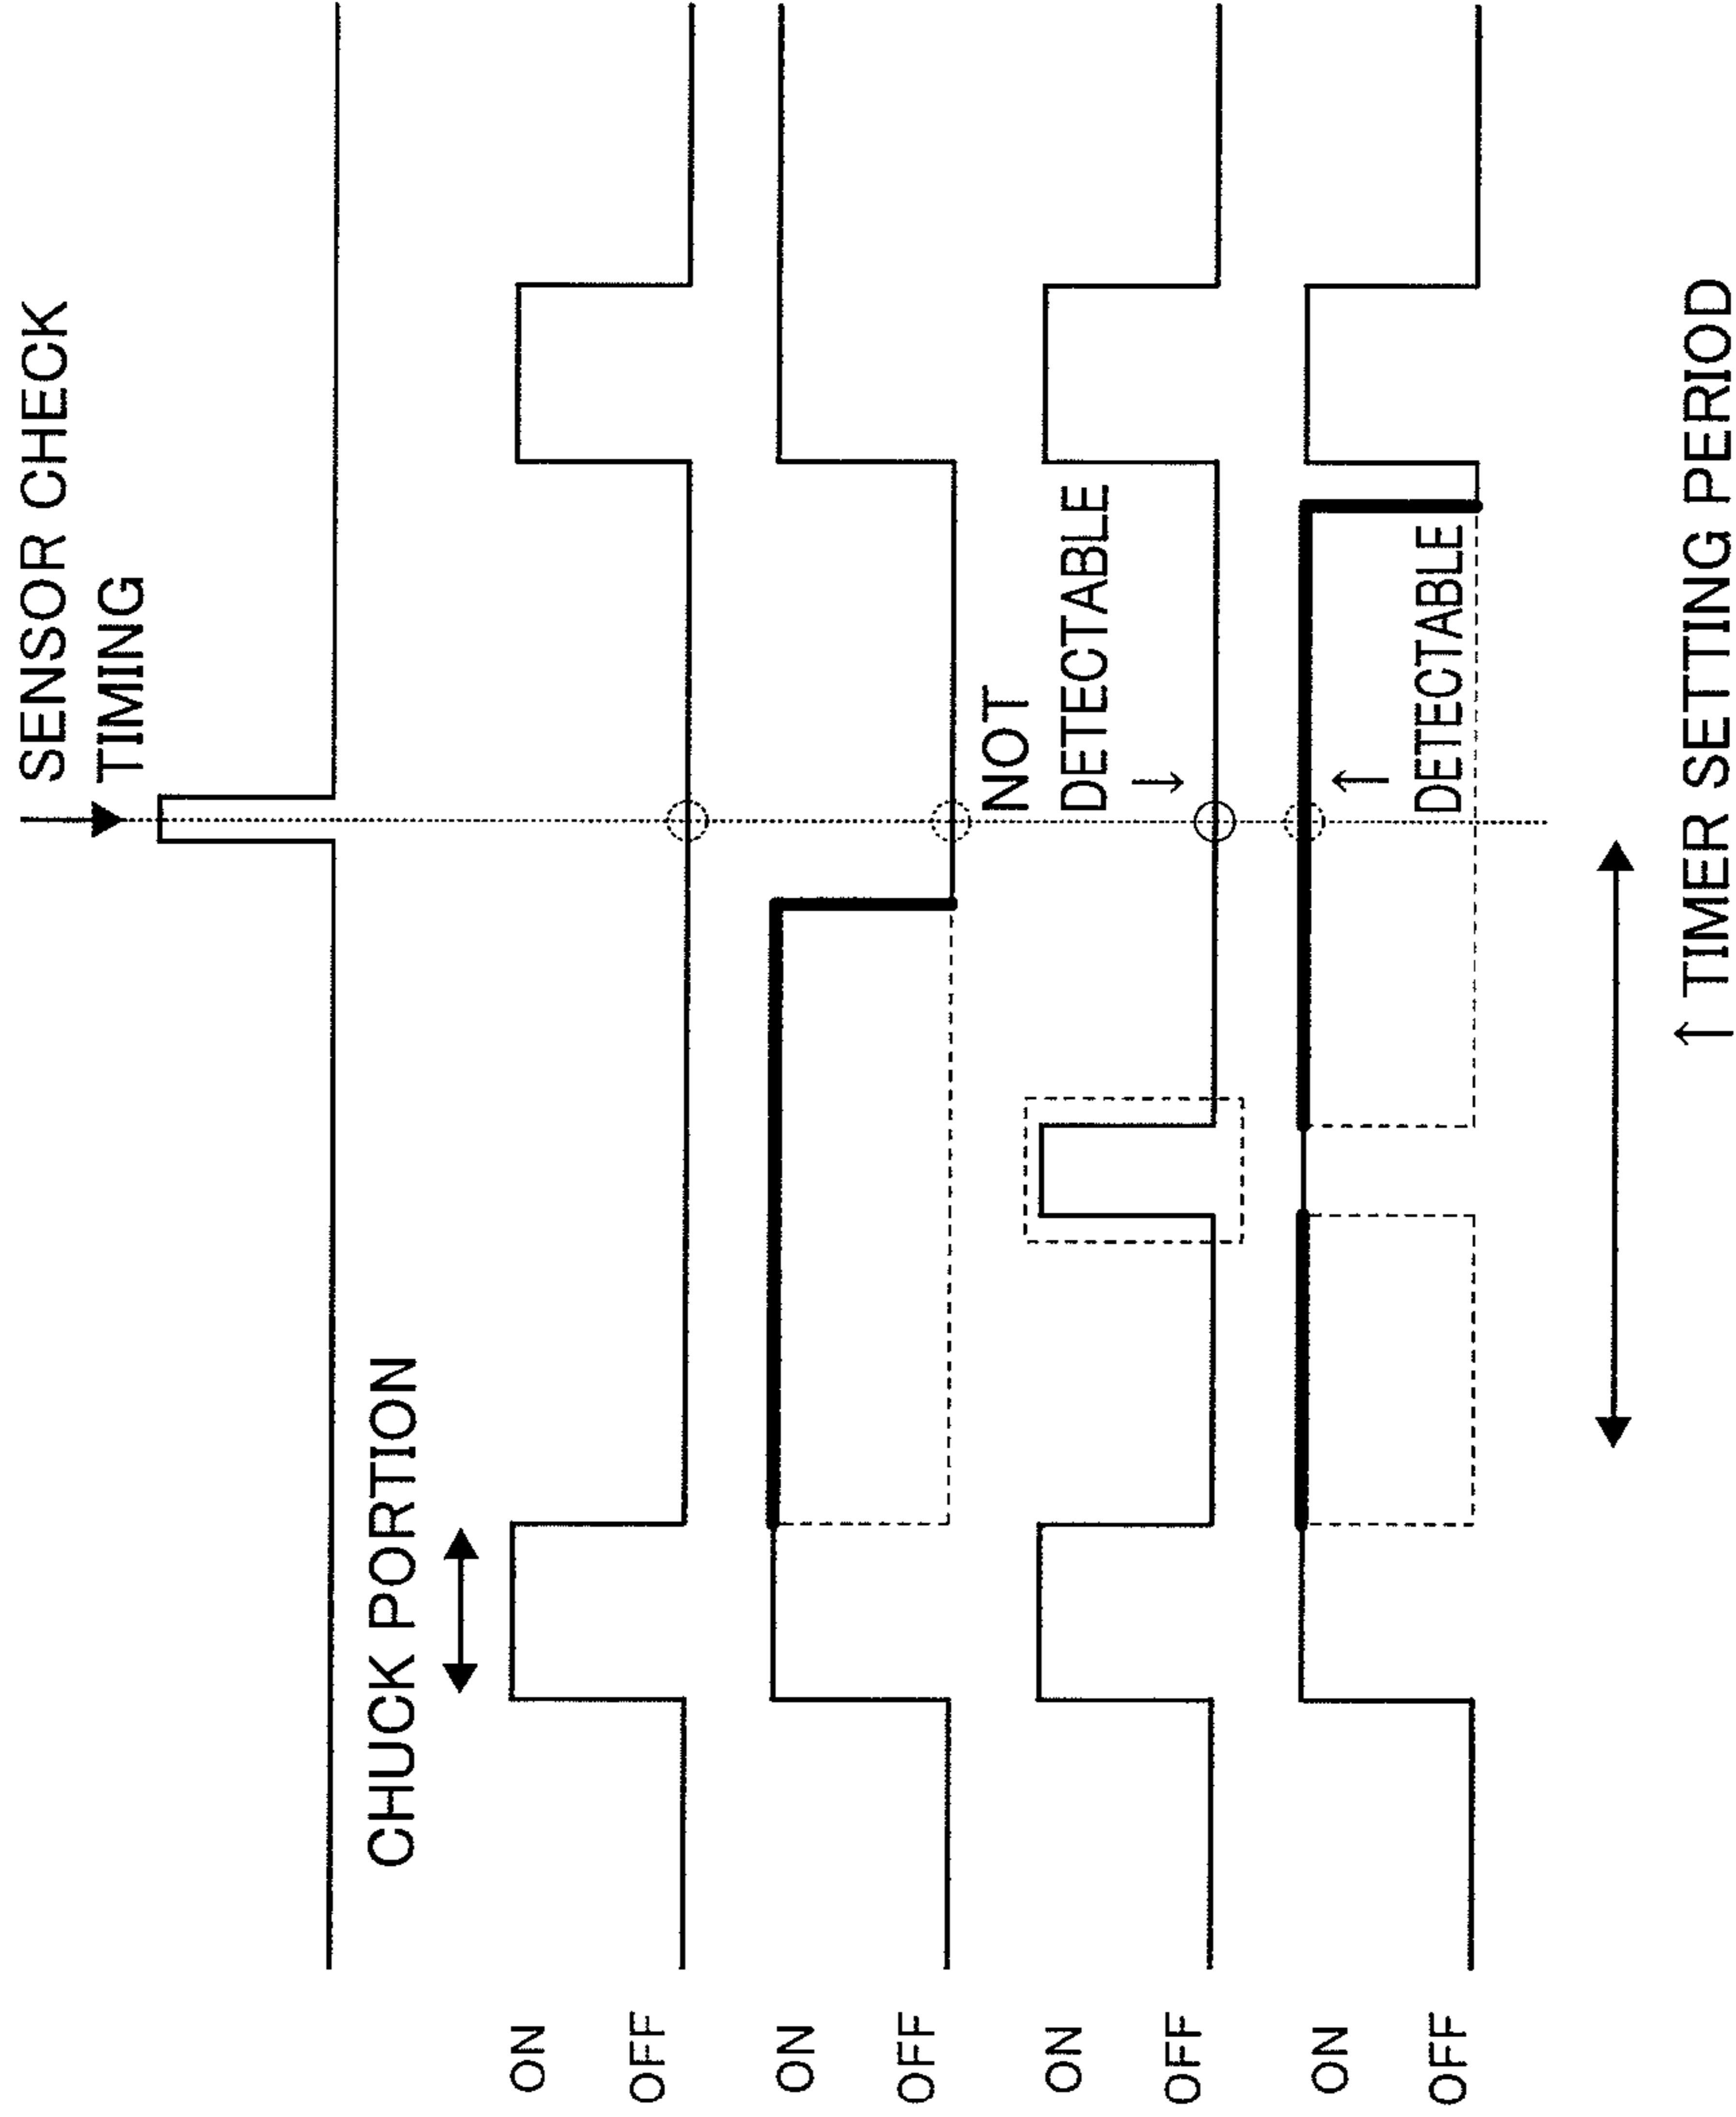 SENSOR CHECK
TIMING
CHUCK PORTION
ON
OFF
ON
OFF
NOT
DETECTABLE
↓
ON
OFF
↑
DETECTABLE
ON
OFF
↑ TIMER SETTING PERIOD